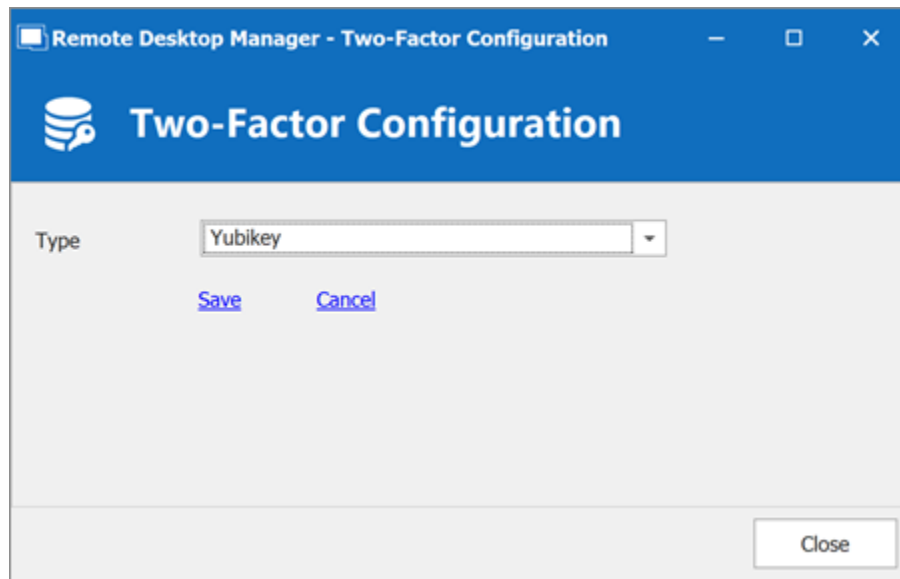 Remote Desktop Manager - Two-Factor Configuration
Two-Factor Configuration
Type Yubikey
Save Cancel
Close